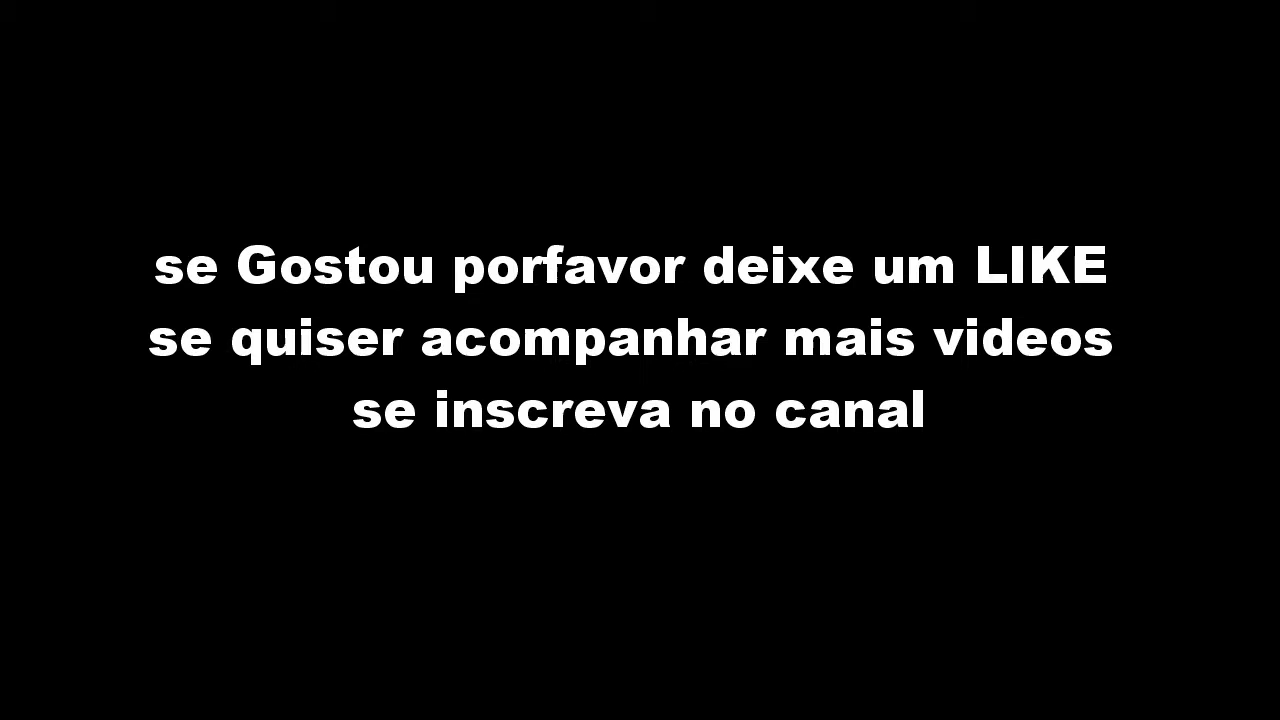 se Gostou porfavor deixe um LIKE
se quiser acompanhar mais videos
se inscreva no canal